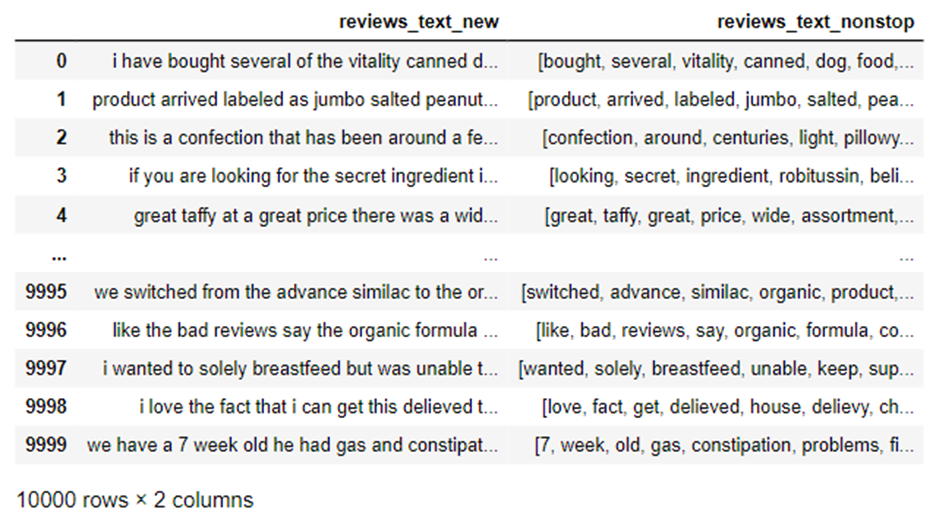 reviews_text_new reviews_text_nonstop
0 i have bought several of the vitality canned d... [bought, several, vitality, canned, dog, food,...
1 product arrived labeled as jumbo salted peanut... [product, arrived, labeled, jumbo, salted, pea...
2 this is a confection that has been around a fe... [confection, around, centuries, light, pillowy...
3 if you are looking for the secret ingredient i... [looking, secret, ingredient, robitussin, beli...
4 great taffy at a great price there was a wid... [great, taffy, great, price, wide, assortment,...
... ... ...
9995 we switched from the advance similac to the or... [switched, advance, similac, organic, product,...
9996 like the bad reviews say the organic formula ... [like, bad, reviews, say, organic, formula, co...
9997 i wanted to solely breastfeed but was unable t... [wanted, solely, breastfeed, unable, keep, sup...
9998 i love the fact that i can get this delieved t... [love, fact, get, delieved, house, delievy, ch...
9999 we have a 7 week old he had gas and constipat... [7, week, old, gas, constipation, problems, fi...
10000 rows × 2 columns